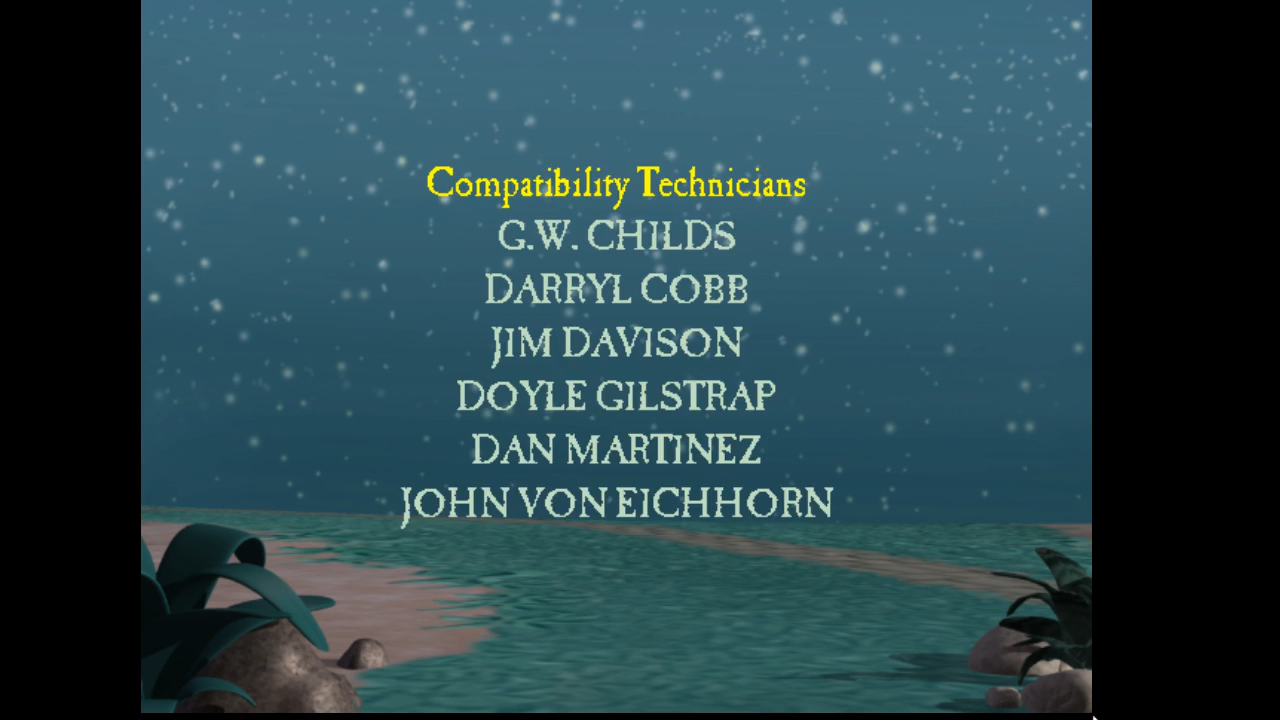 Compatibility Technicians
G.W. CHILDS
DARRYL COBB
JIM DAVISON
DOYLE GILSTRAP
DAN MARTINEZ
JOHN VON EICHHORN